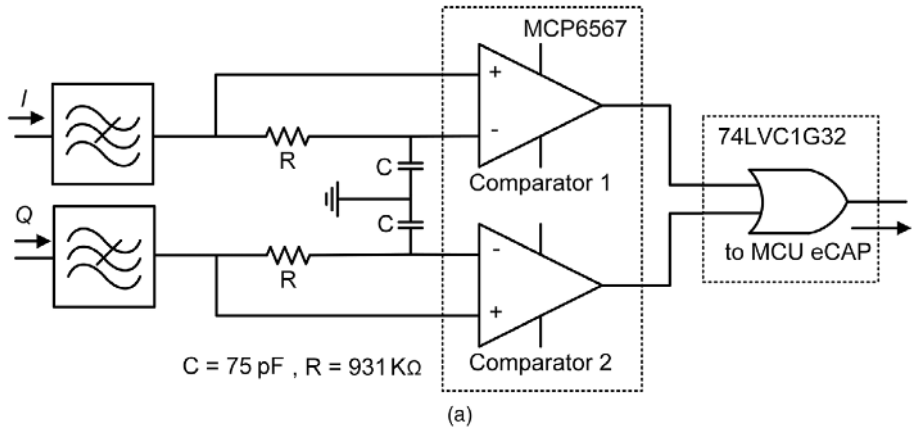 MCP6567
I
+
-
R
C
Comparator 1
74LVC1G32
C
Q
R
-
+
to MCU eCAP
Comparator 2
C = 75 pF , R = 931 KΩ
(a)